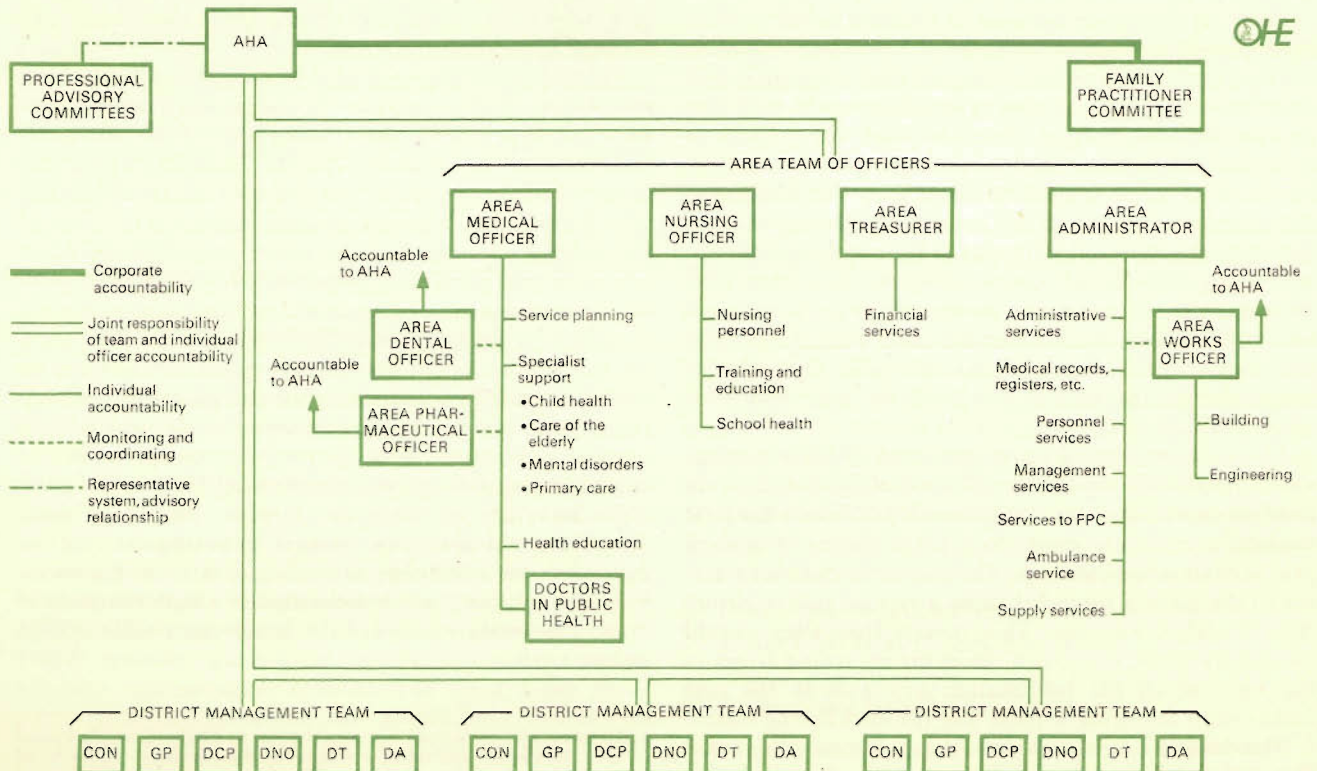 AHA
OHE
PROFESSIONAL
ADVISORY
COMMITTEES
FAMILY
PRACTITIONER
COMMITTEE
AREA TEAM OF OFFICERS
AREA
MEDICAL
OFFICER
AREA
NURSING
OFFICER
AREA
TREASURER
AREA
ADMINISTRATOR
Corporate
accountability
Joint responsibility
of team and individual
officer accountability
Individual
accountability
Monitoring and
coordinating
Representative
system, advisory
relationship
Accountable
to AHA
AREA
DENTAL
OFFICER
Accountable
to AHA
AREA PHAR-
MACEUTICAL
OFFICER
Service planning
Specialist
support
• Child health
• Care of the
elderly
• Mental disorders
• Primary care
Health education
DOCTORS
IN PUBLIC
HEALTH
Nursing
personnel
Training and
education
School health
Financial
services
Administrative
services
Medical records,
registers, etc.
Personnel
services
Management
services
Services to FPC
Ambulance
service
Supply services
Accountable
to AHA
AREA
WORKS
OFFICER
Building
Engineering
DISTRICT MANAGEMENT TEAM
CON GP DCP DNO DT DA
DISTRICT MANAGEMENT TEAM
CON GP DCP DNO DT DA
DISTRICT MANAGEMENT TEAM
CON GP DCP DNO DT DA